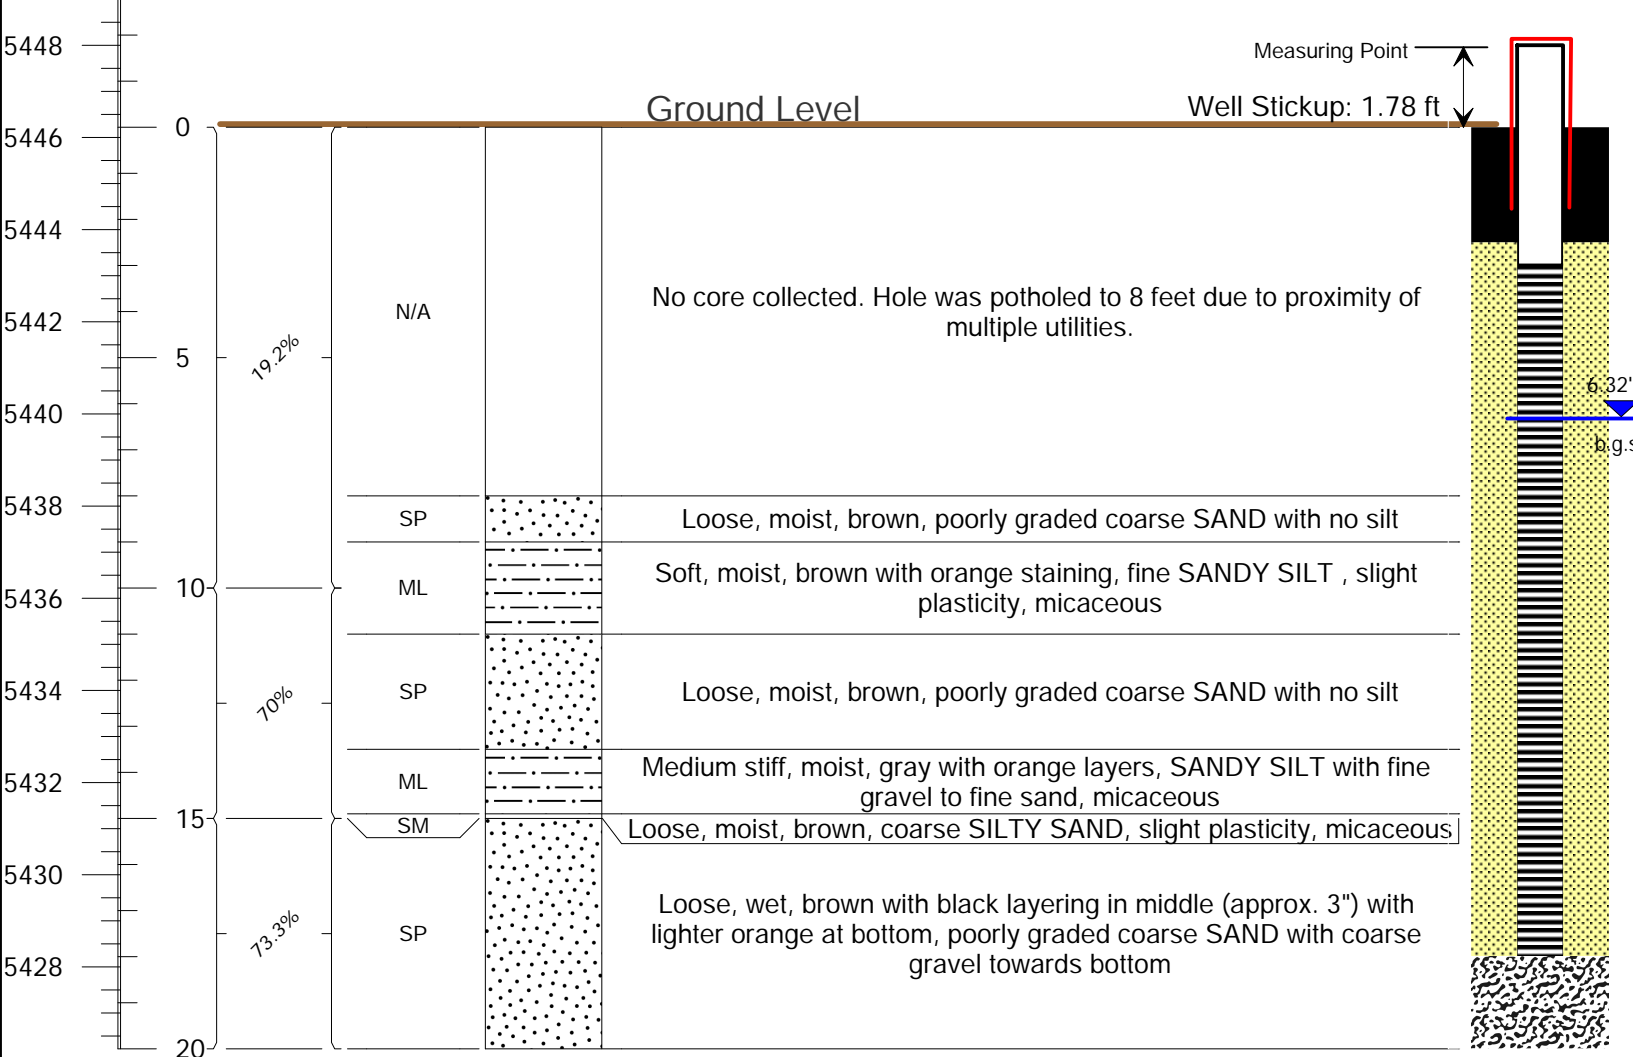 5448
Measuring Point
Ground Level
Well Stickup: 1.78 ft
0
5446
5444
No core collected. Hole was potholed to 8 feet due to proximity of
multiple utilities.
N/A
5442
19.2%
5
6.32'
5440
b.g.s
5438
SP
Loose, moist, brown, poorly graded coarse SAND with no silt
Soft, moist, brown with orange staining, fine SANDY SILT , slight
plasticity, micaceous
10
ML
5436
5434
70%
SP
Loose, moist, brown, poorly graded coarse SAND with no silt
5432
ML
Medium stiff, moist, gray with orange layers, SANDY SILT with fine
gravel to fine sand, micaceous
15
SM
Loose, moist, brown, coarse SILTY SAND, slight plasticity, micaceous
5430
73.3%
SP
Loose, wet, brown with black layering in middle (approx. 3") with
lighter orange at bottom, poorly graded coarse SAND with coarse
gravel towards bottom
5428
20